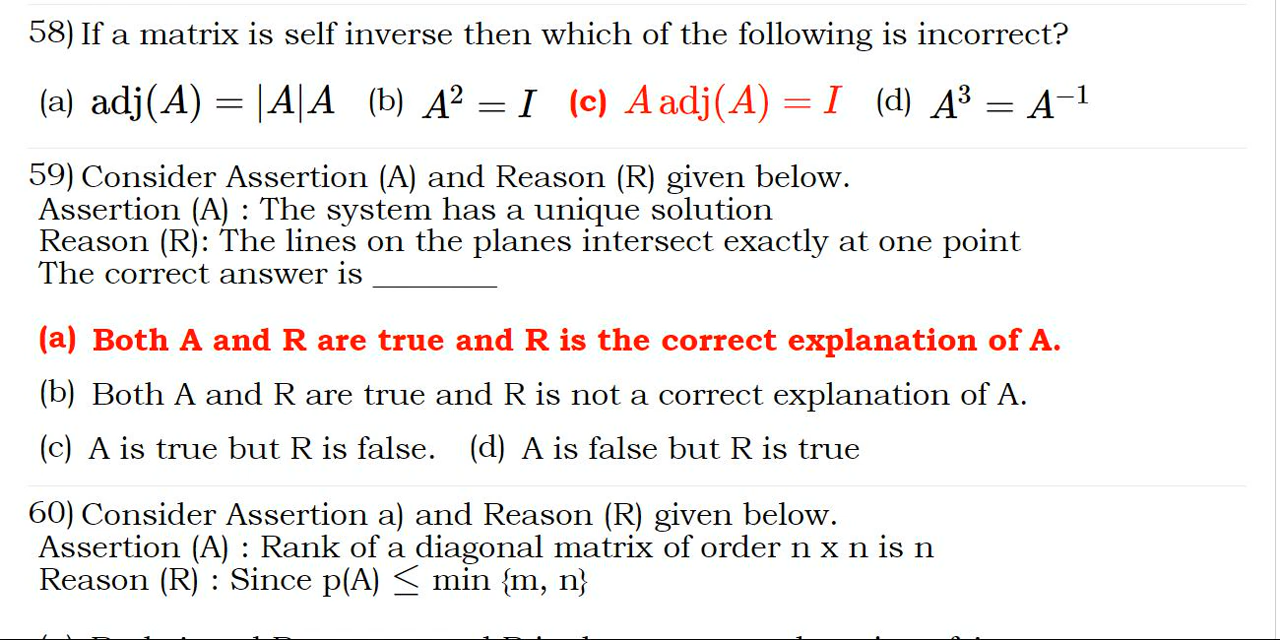 58) If a matrix is self inverse then which of the following is incorrect?
(a) adj(A) = |A|A (b) A² = I (c) A adj(A) = I (d) A³ = A⁻¹
59) Consider Assertion (A) and Reason (R) given below.
Assertion (A) : The system has a unique solution
Reason (R): The lines on the planes intersect exactly at one point
The correct answer is ________
(a) Both A and R are true and R is the correct explanation of A.
(b) Both A and R are true and R is not a correct explanation of A.
(c) A is true but R is false. (d) A is false but R is true
60) Consider Assertion a) and Reason (R) given below.
Assertion (A) : Rank of a diagonal matrix of order n x n is n
Reason (R) : Since p(A) ≤ min {m, n}